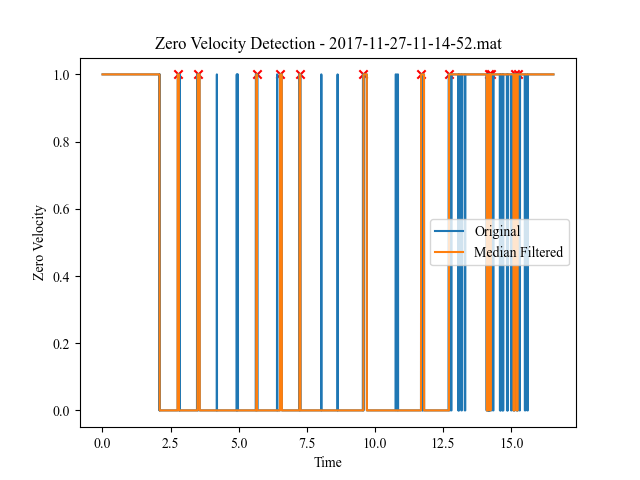 Zero Velocity Detection - 2017-11-27-11-14-52.mat
1.0
0.8
0.6
0.4
0.2
0.0
Zero Velocity
Original
Median Filtered
0.0 2.5 5.0 7.5 10.0 12.5 15.0
Time